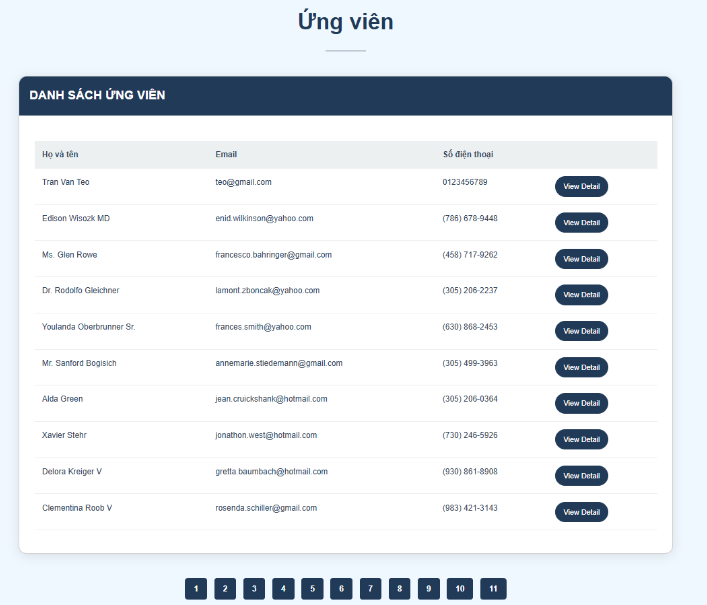 Ứng viên
DANH SÁCH ỨNG VIÊN
Họ và tên Email Số điện thoại
Tran Van Teo teo@gmail.com 0123456789 View Detail
Edison Wisozk MD enid.wilkinson@yahoo.com (786) 678-9448 View Detail
Ms. Glen Rowe francesco.bahringer@gmail.com (458) 717-9262 View Detail
Dr. Rodolfo Gleichner lamont.zboncak@yahoo.com (305) 206-2237 View Detail
Youlanda Oberbrunner Sr. frances.smith@yahoo.com (630) 868-2453 View Detail
Mr. Sanford Bogisich annemarie.stiedemann@gmail.com (305) 499-3963 View Detail
Alda Green jean.cruickshank@hotmail.com (305) 206-0364 View Detail
Xavier Stehr jonathon.west@hotmail.com (730) 246-5926 View Detail
Delora Kreiger V gretta.baumbach@hotmail.com (930) 861-8908 View Detail
Clementina Roob V rosenda.schiller@gmail.com (983) 421-3143 View Detail
1 2 3 4 5 6 7 8 9 10 11